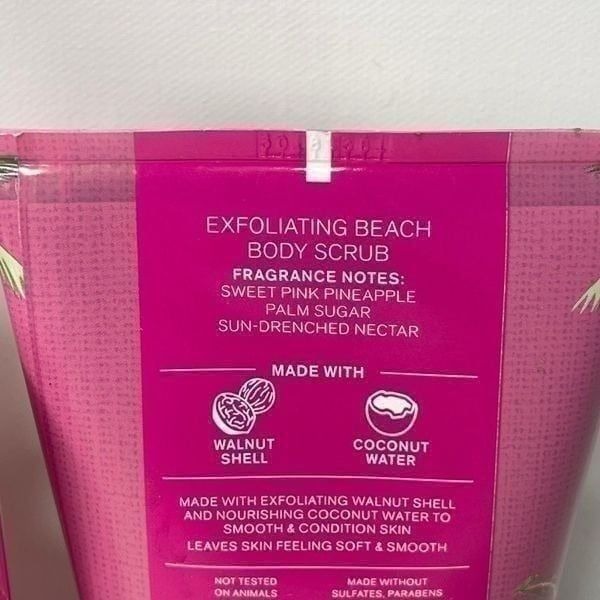 EXFOLIATING BEACH
BODY SCRUB
FRAGRANCE NOTES:
SWEET PINK PINEAPPLE
PALM SUGAR
SUN-DRENCHED NECTAR
MADE WITH
WALNUT
SHELL
COCONUT
WATER
MADE WITH EXFOLIATING WALNUT SHELL
AND NOURISHING COCONUT WATER TO
SMOOTH & CONDITION SKIN
LEAVES SKIN FEELING SOFT & SMOOTH
NOT TESTED
ON ANIMALS
MADE WITHOUT
SULFATES, PARABENS